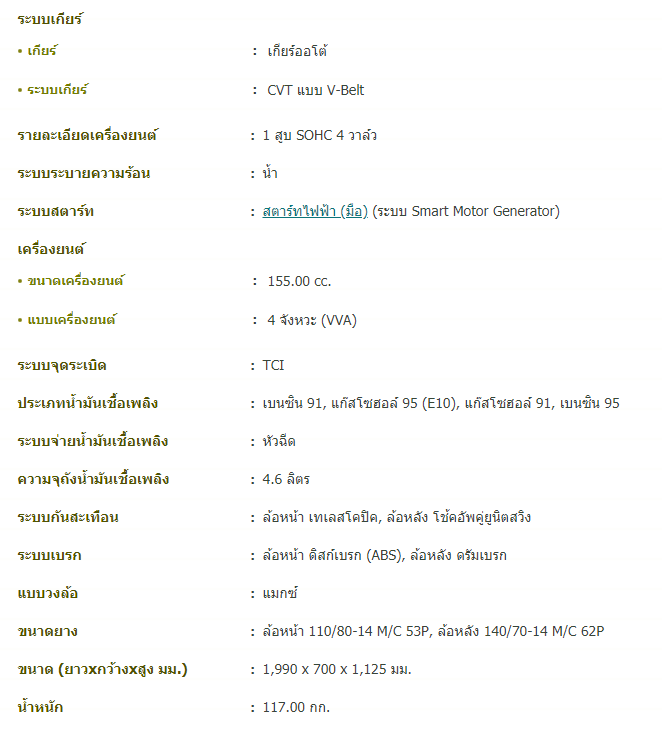 ระบบเกียร์
• เกียร์ : เกียร์ออโต้
• ระบบเกียร์ : CVT แบบ V-Belt
รายละเอียดเครื่องยนต์ : 1 สูบ SOHC 4 วาล์ว
ระบบระบายความร้อน : น้ำ
ระบบสตาร์ท : สตาร์ทไฟฟ้า (มือ) (ระบบ Smart Motor Generator)
เครื่องยนต์
• ขนาดเครื่องยนต์ : 155.00 cc.
• แบบเครื่องยนต์ : 4 จังหวะ (VVA)
ระบบจุดระเบิด : TCI
ประเภทน้ำมันเชื้อเพลิง : เบนซิน 91, แก๊สโซฮอล์ 95 (E10), แก๊สโซฮอล์ 91, เบนซิน 95
ระบบจ่ายน้ำมันเชื้อเพลิง : หัวฉีด
ความจุถังน้ำมันเชื้อเพลิง : 4.6 ลิตร
ระบบกันสะเทือน : ล้อหน้า เทเลสโคปิค, ล้อหลัง โช้คอัพคู่ยูนิตสวิง
ระบบเบรก : ล้อหน้า ดิสก์เบรก (ABS), ล้อหลัง ดรัมเบรก
แบบวงล้อ : แมกซ์
ขนาดยาง : ล้อหน้า 110/80-14 M/C 53P, ล้อหลัง 140/70-14 M/C 62P
ขนาด (ยาวxกว้างxสูง มม.) : 1,990 x 700 x 1,125 มม.
น้ำหนัก : 117.00 กก.